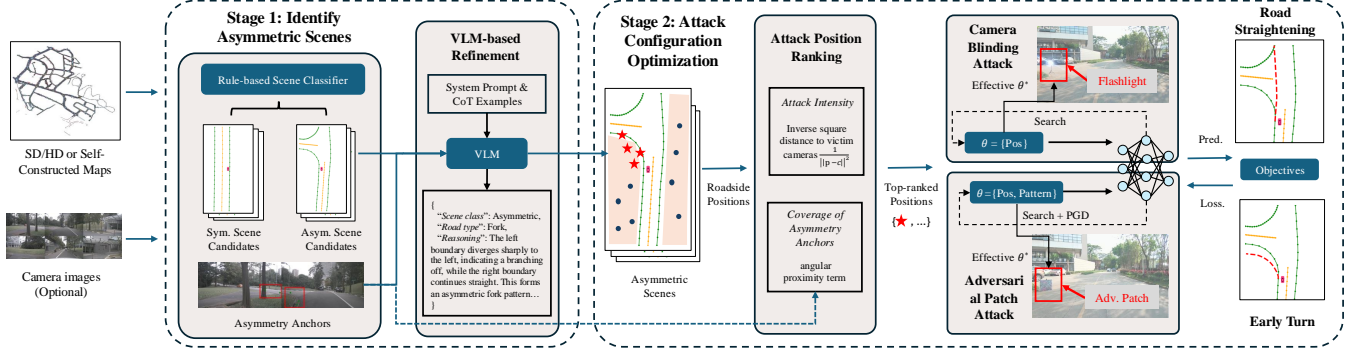 SD/HD or Self-
Constructed Maps
Camera images
(Optional)
Stage 1: Identify
Asymmetric Scenes
Rule-based Scene Classifier
Sym. Scene
Candidates
Asym. Scene
Candidates
Asymmetry Anchors
VLM-based
Refinement
System Prompt &
CoT Examples
VLM
{
"Scene class": Asymmetric,
"Road type": Fork,
"Reasoning": The left
boundary diverges sharply to
the left, indicating a branching
off, while the right boundary
continues straight. This forms
an asymmetric fork pattern…
}
Stage 2: Attack
Configuration
Optimization
Asymmetric
Scenes
Roadside
Positions
Attack Position
Ranking
Attack Intensity
Inverse square
distance to victim
cameras 1/||p−c||²
Coverage of
Asymmetry
Anchors
angular
proximity term
Top-ranked
Positions
{★, ...}
Camera
Blinding
Attack
Effective θ*
Flashlight
Search
θ = {Pos}
θ ={Pos, Pattern}
Search + PGD
Effective θ*
Adversari
al Patch
Attack
Adv. Patch
Pred.
Loss.
Road
Straightening
Objectives
Early Turn